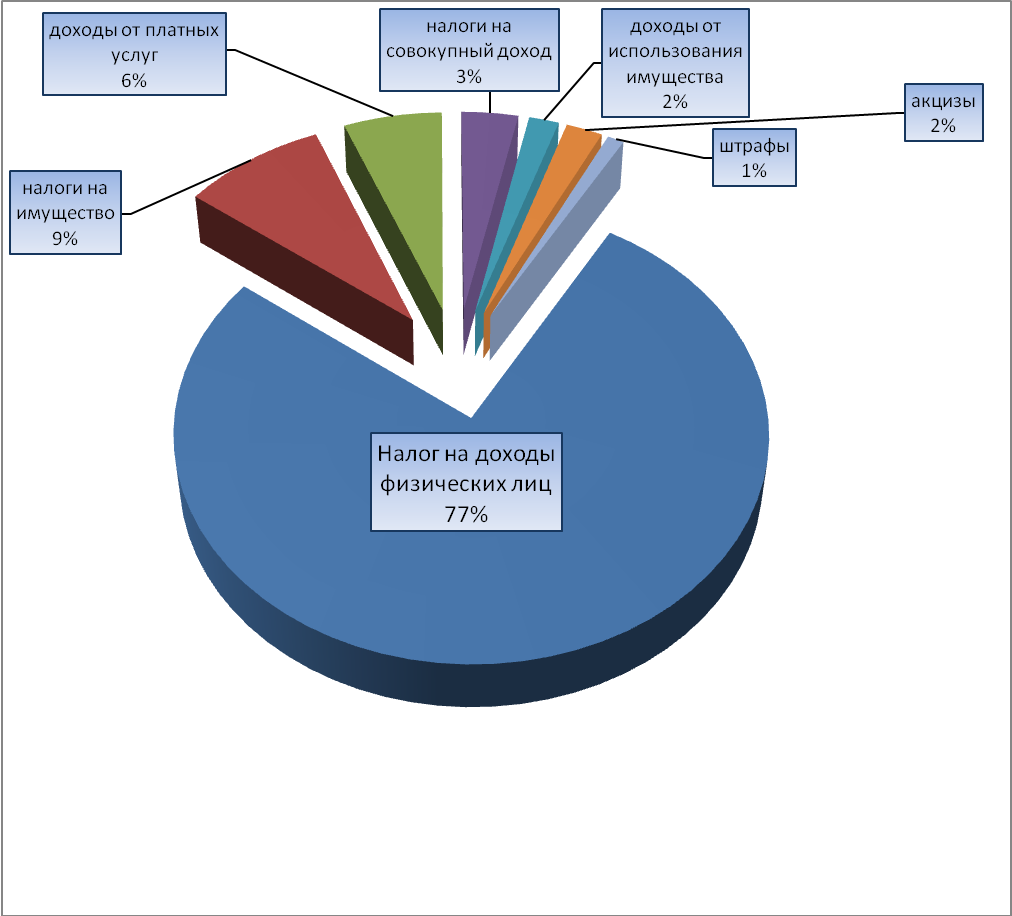 доходы от платных
услуг
6%
налоги на
совокупный доход
3%
доходы от
использования
имущества
2%
акцизы
2%
штрафы
1%
налоги на
имущество
9%
Налог на доходы
физических лиц
77%